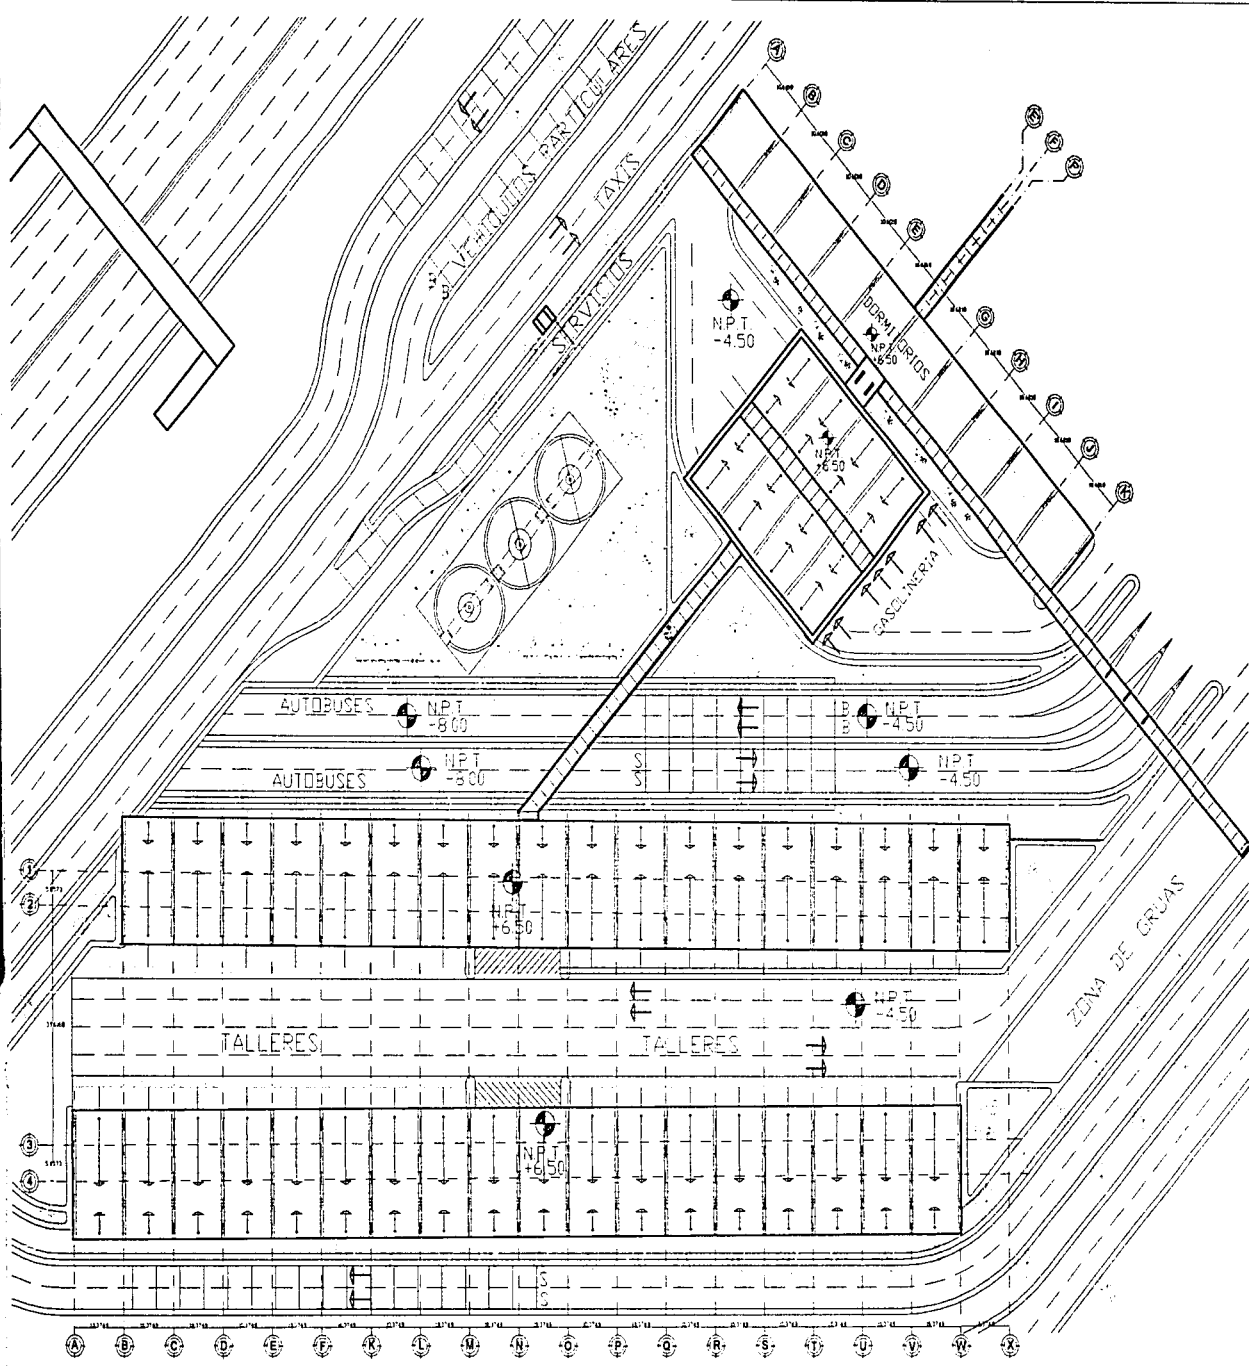 VEHICULOS PARTICULARES
TAXIS
SERVICIOS
B
B
A
B
C
D
E
G
H
I
J
DORMITORIOS
N.P.T.
-4.50
N.P.T.
+6.50
N.P.T.
+6.50
GASOLINERIA
AUTOBUSES
N.P.T.
-8.00
B
B
N.P.T.
-4.50
AUTOBUSES
N.P.T.
-8.00
S
S
N.P.T.
-4.50
1
2
N.P.T.
+6.50
ZONA DE GRUAS
N.P.T.
-4.50
TALLERES
TALLERES
3
4
N.P.T.
+6.50
S
S
A B C D E F K L M N O P Q R S T U V W X